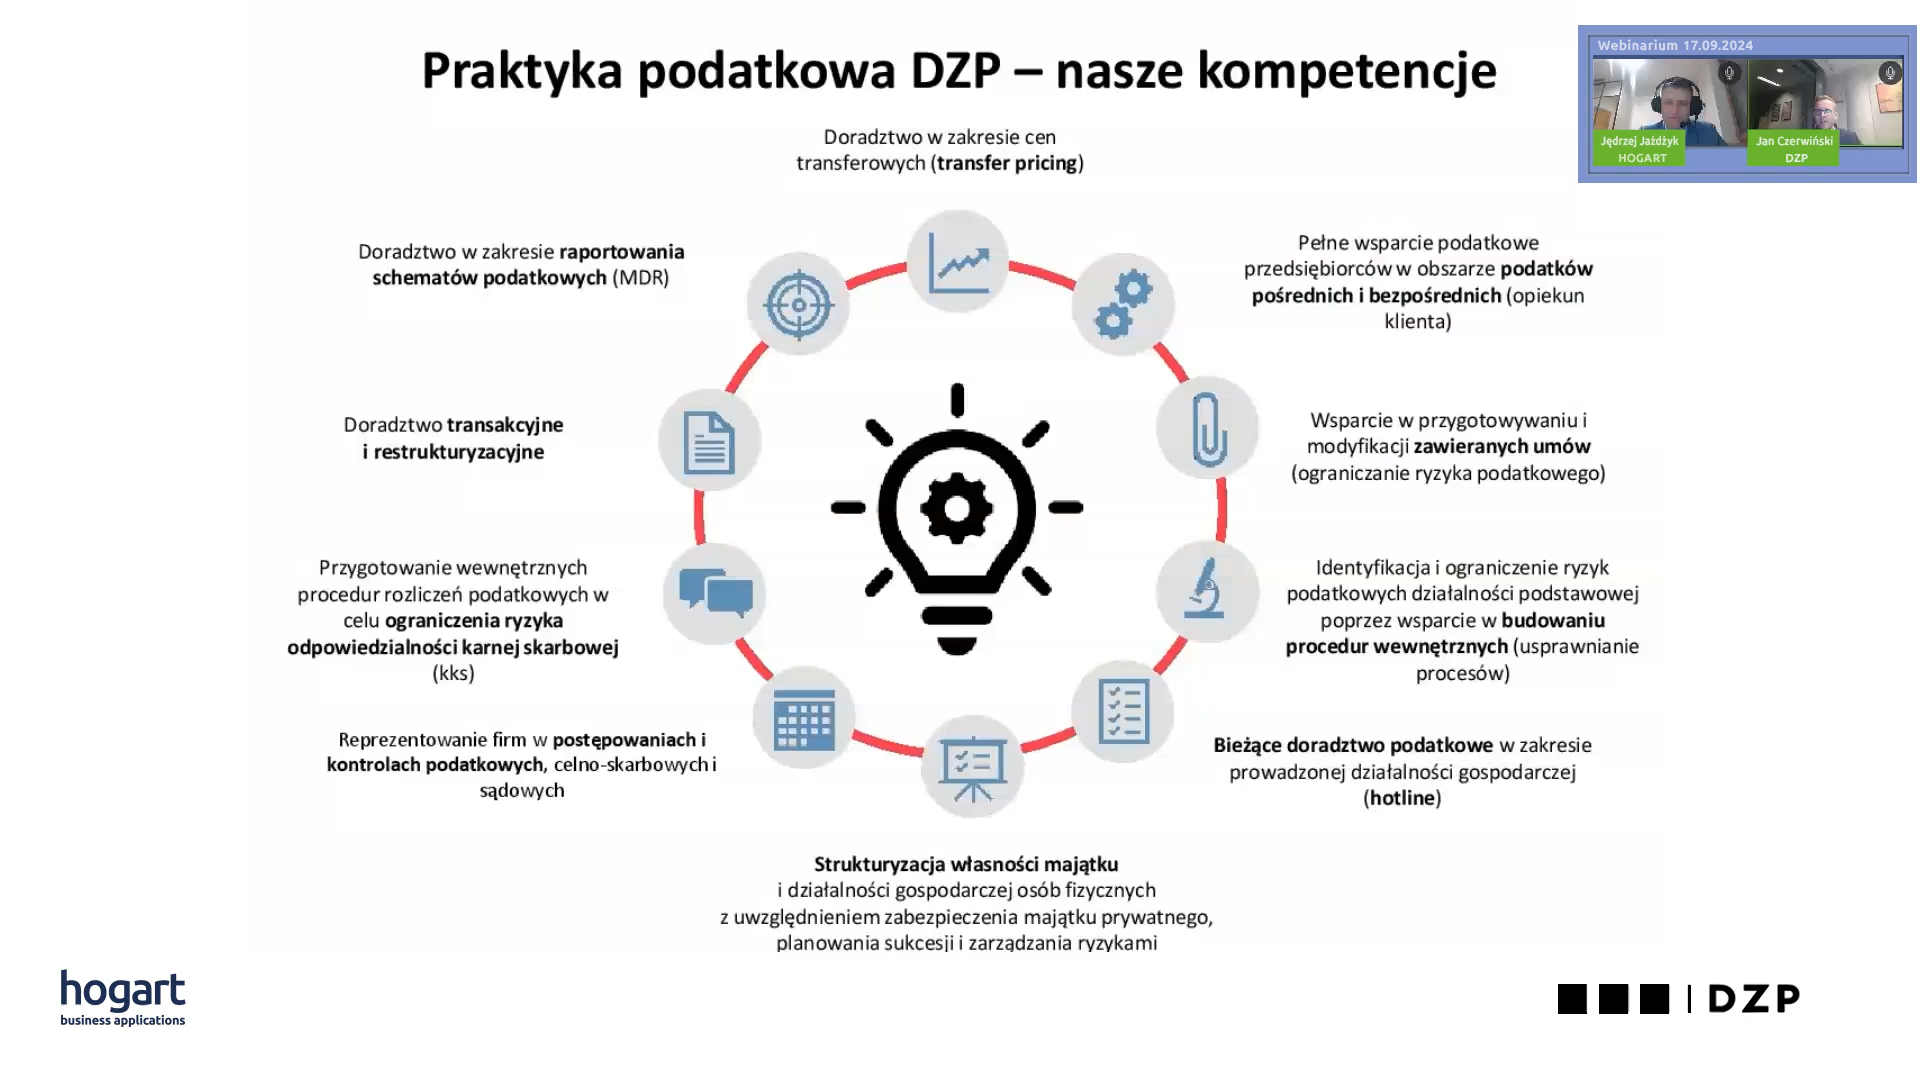 Praktyka podatkowa DZP – nasze kompetencje
Webinarium 17.09.2024
Jędrzej Jażdżyk
HOGART
Jan Czerwiński
DZP
Doradztwo w zakresie cen
transferowych (transfer pricing)
Doradztwo w zakresie raportowania
schematów podatkowych (MDR)
Pełne wsparcie podatkowe
przedsiębiorców w obszarze podatków
pośrednich i bezpośrednich (opiekun
klienta)
Doradztwo transakcyjne
i restrukturyzacyjne
Wsparcie w przygotowywaniu i
modyfikacji zawieranych umów
(ograniczanie ryzyka podatkowego)
Przygotowanie wewnętrznych
procedur rozliczeń podatkowych w
celu ograniczenia ryzyka
odpowiedzialności karnej skarbowej
(kks)
Identyfikacja i ograniczenie ryzyk
podatkowych działalności podstawowej
poprzez wsparcie w budowaniu
procedur wewnętrznych (usprawnianie
procesów)
Reprezentowanie firm w postępowaniach i
kontrolach podatkowych, celno-skarbowych i
sądowych
Bieżące doradztwo podatkowe w zakresie
prowadzonej działalności gospodarczej
(hotline)
Strukturyzacja własności majątku
i działalności gospodarczej osób fizycznych
z uwzględnieniem zabezpieczenia majątku prywatnego,
planowania sukcesji i zarządzania ryzykami
hogart
business applications
DZP